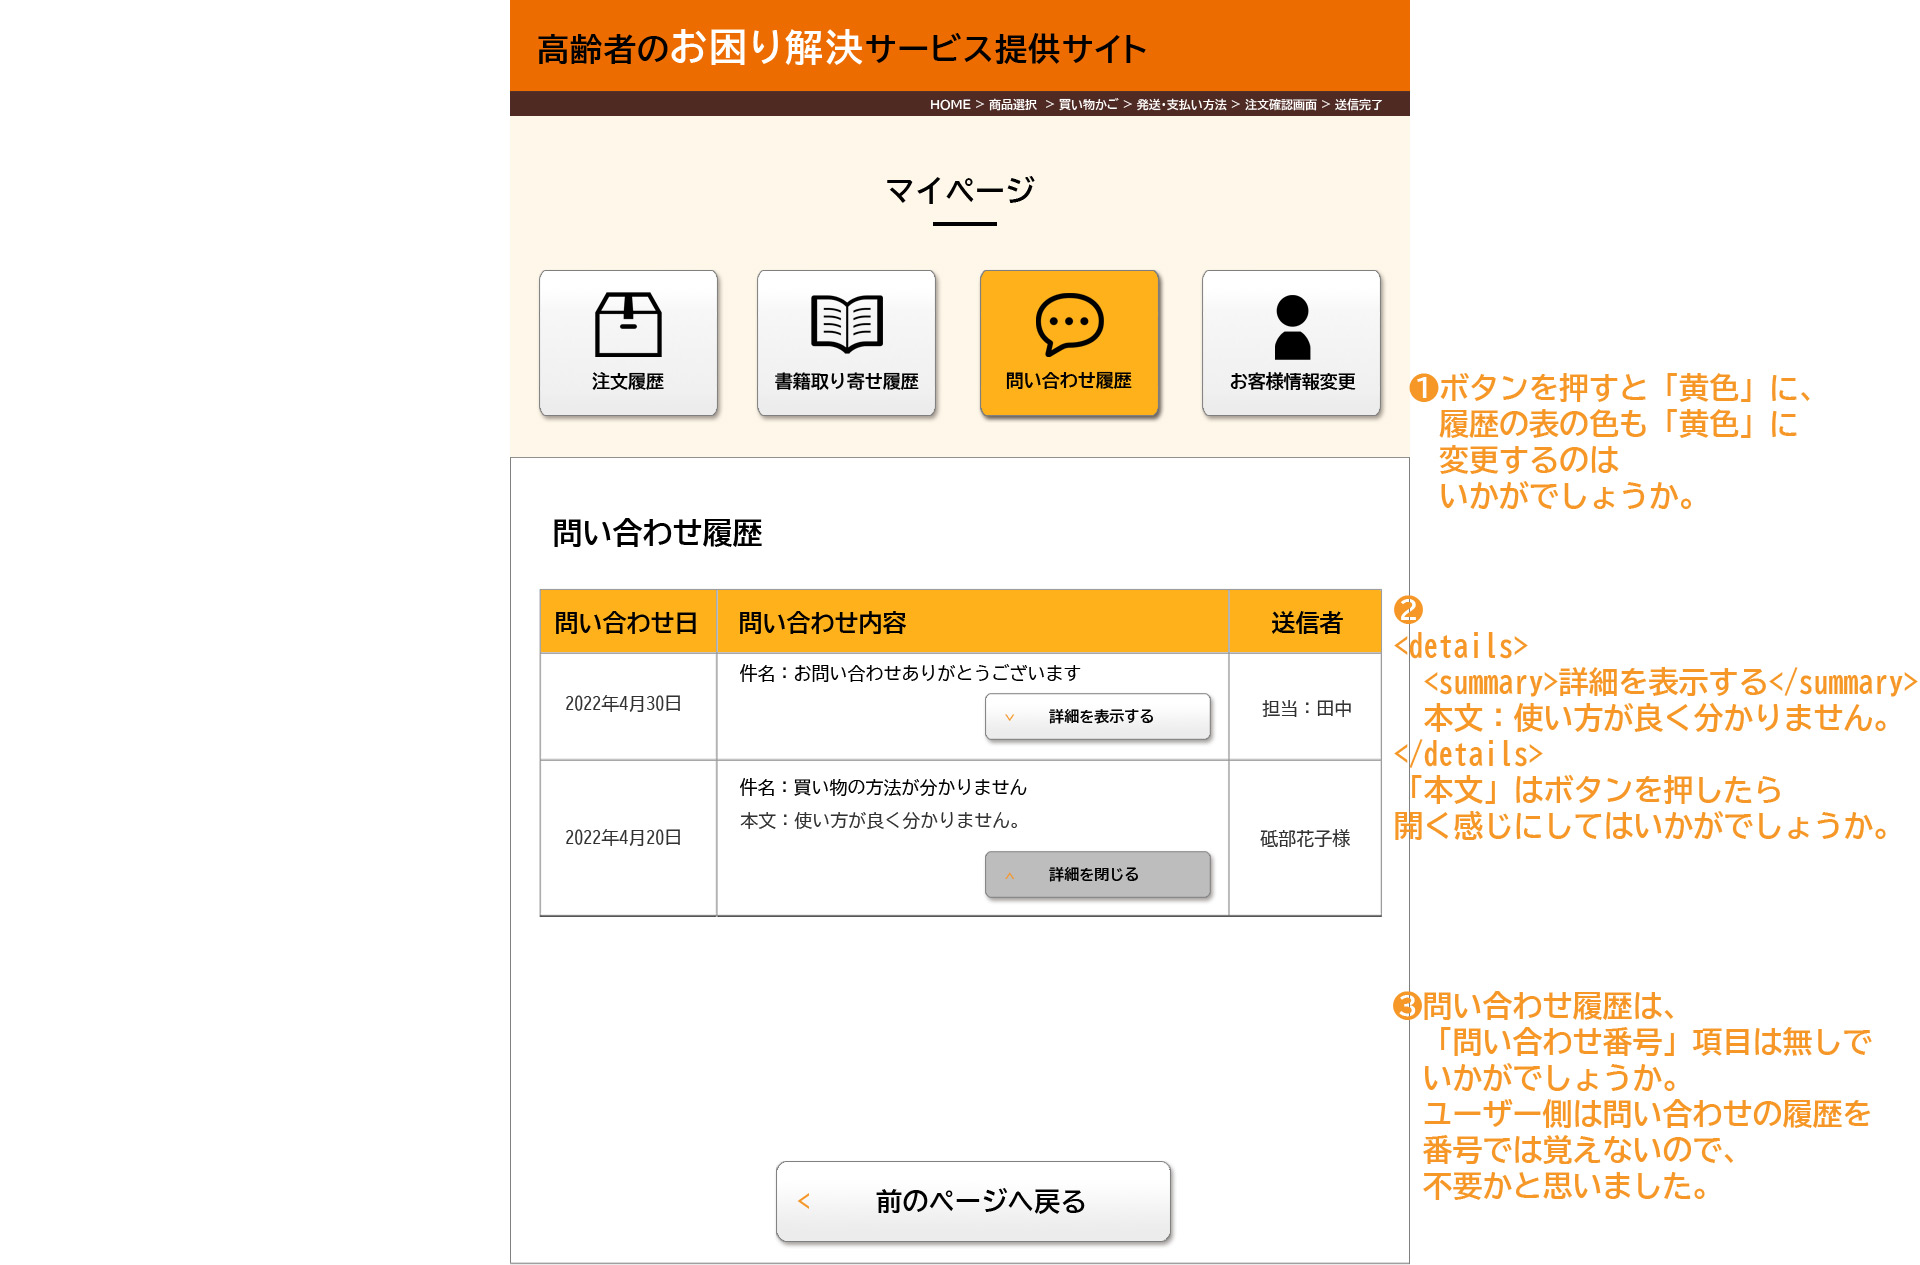 高齢者のお困り解決サービス提供サイト
HOME > 商品選択 > 買い物かご > 発送・支払い方法 > 注文確認画面 > 送信完了
マイページ
注文履歴
書籍取り寄せ履歴
問い合わせ履歴
お客様情報変更
❶ボタンを押すと「黄色」に、
履歴の表の色も「黄色」に
変更するのは
いかがでしょうか。
問い合わせ履歴
問い合わせ日 問い合わせ内容 送信者
2022年4月30日
件名：お問い合わせありがとうございます
詳細を表示する
担当：田中
2022年4月20日
件名：買い物の方法が分かりません
本文：使い方が良く分かりません。
詳細を閉じる
砥部花子様
❷
<details>
<summary>詳細を表示する</summary>
本文：使い方が良く分かりません。
</details>
「本文」はボタンを押したら
開く感じにしてはいかがでしょうか。
❸問い合わせ履歴は、
「問い合わせ番号」項目は無しで
いかがでしょうか。
ユーザー側は問い合わせの履歴を
番号では覚えないので、
不要かと思いました。
前のページへ戻る